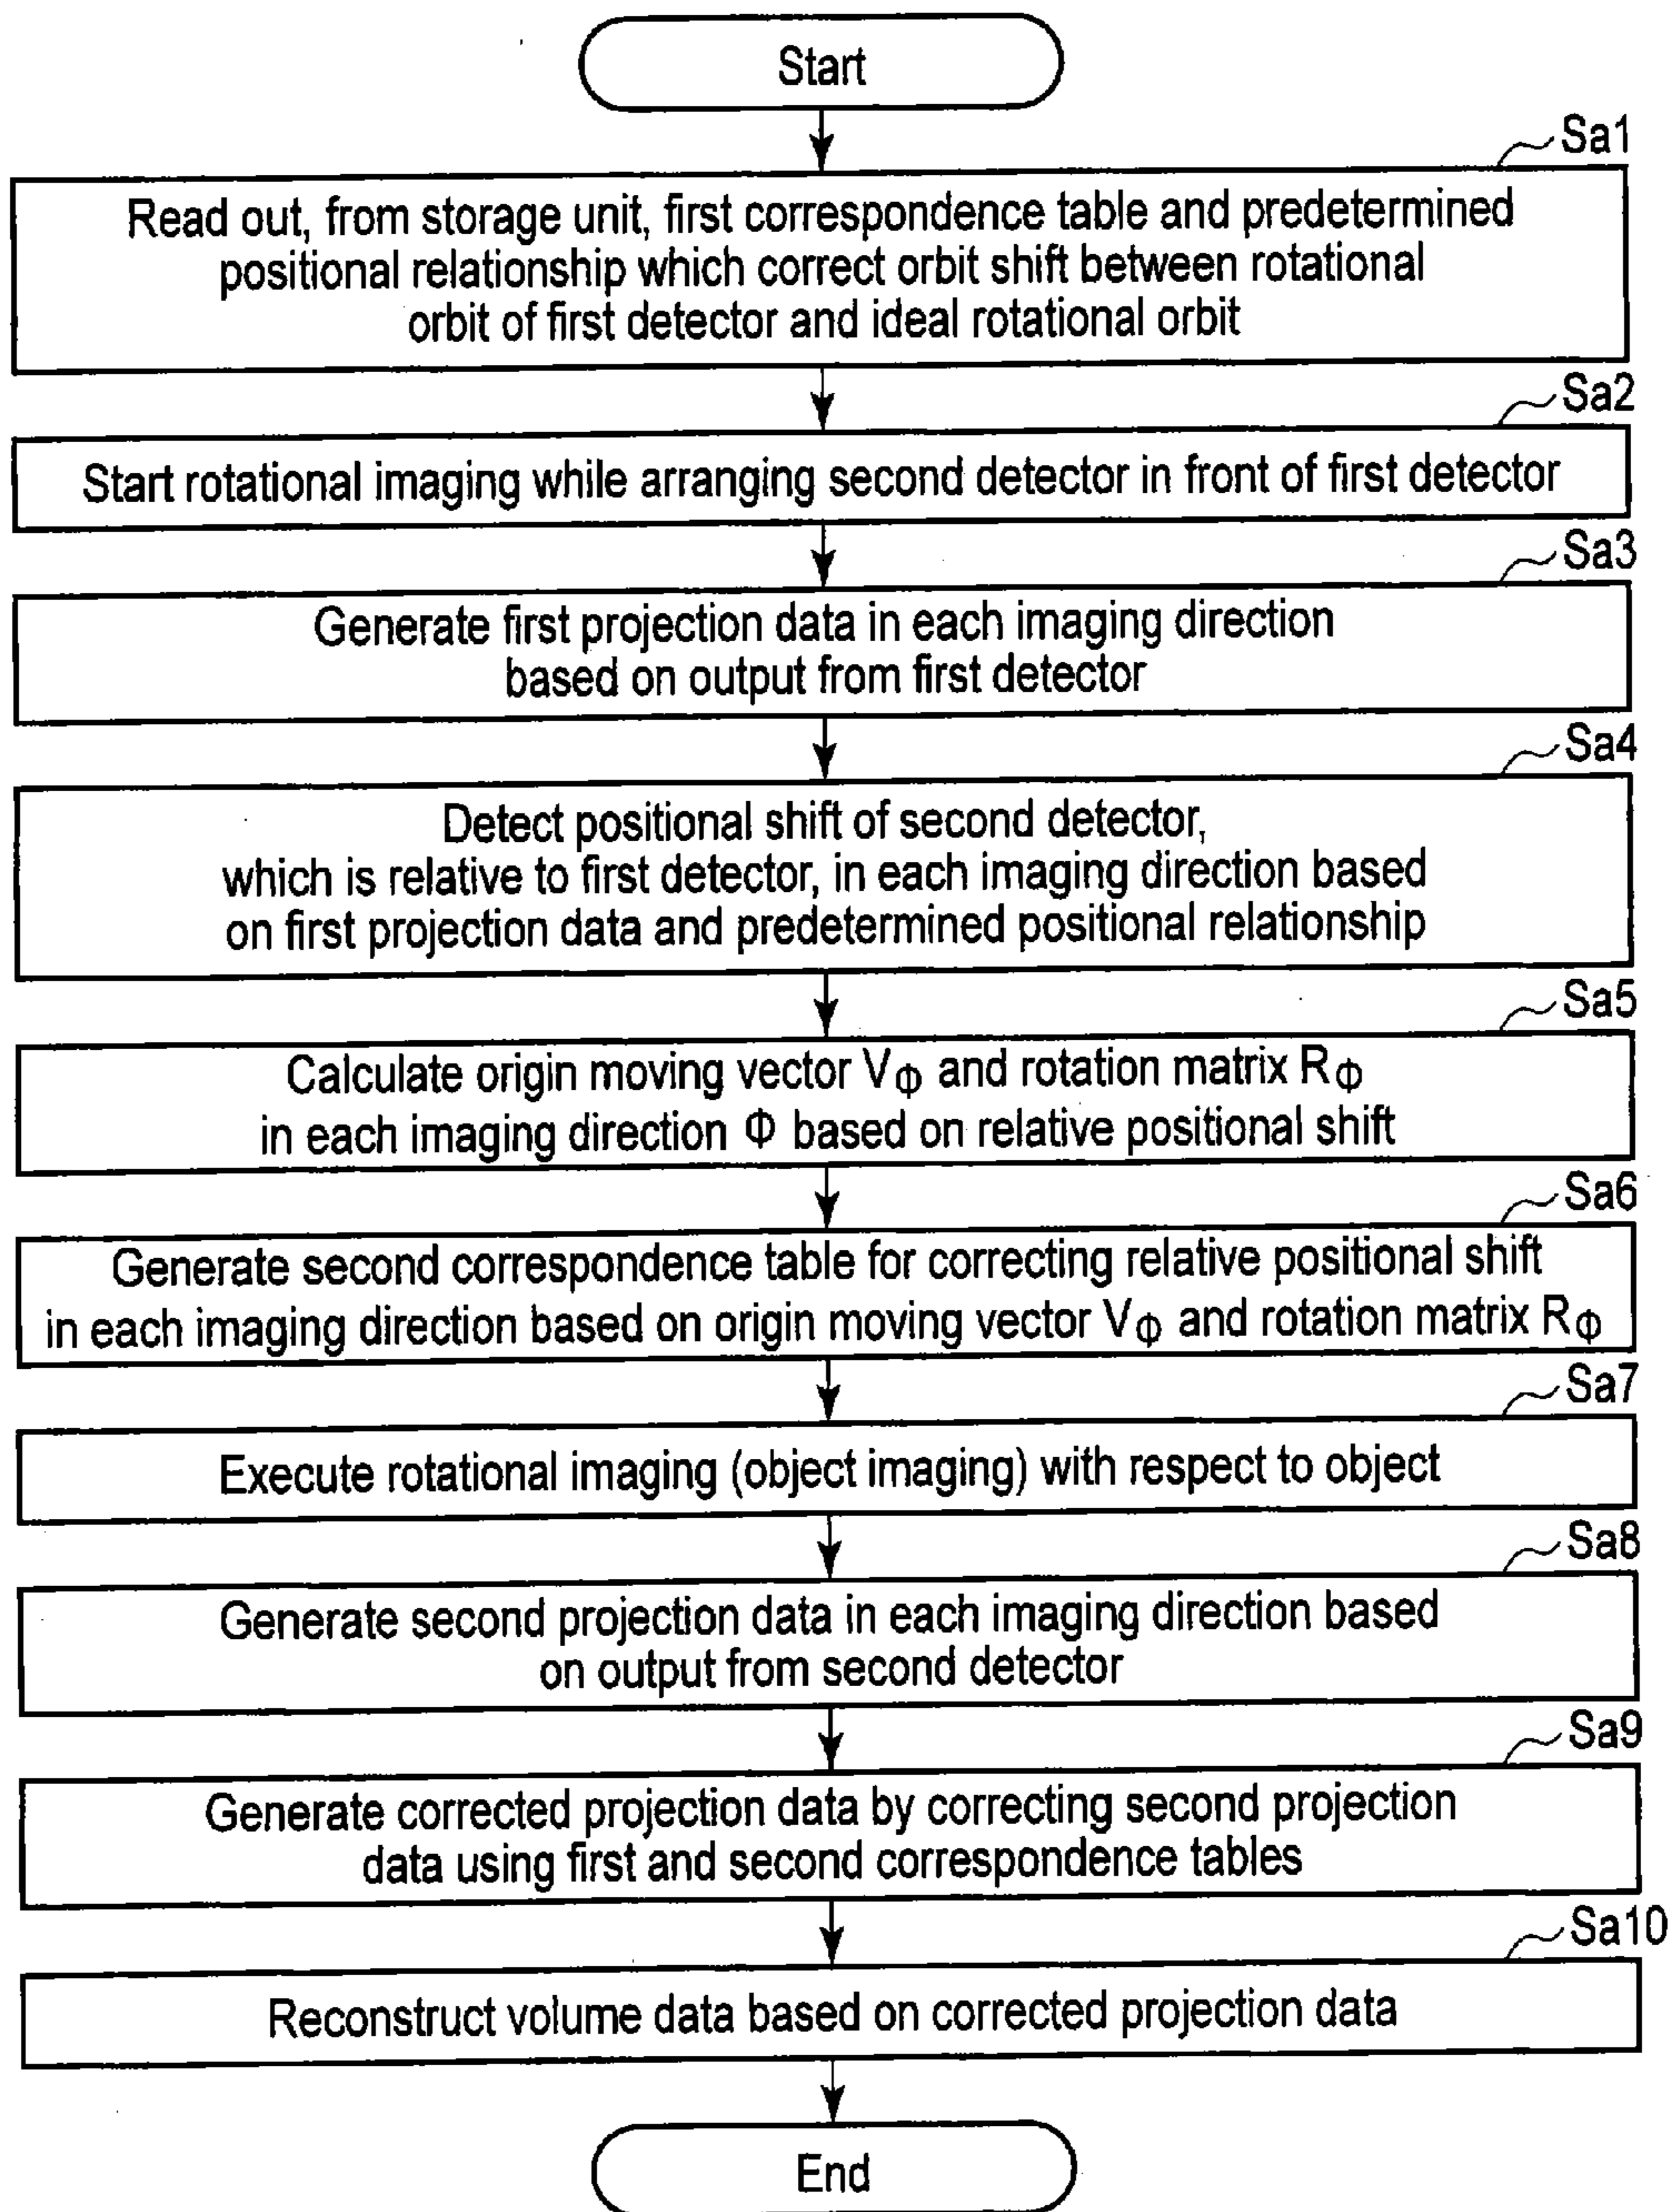 Start
Sa1
Read out, from storage unit, first correspondence table and predetermined
positional relationship which correct orbit shift between rotational
orbit of first detector and ideal rotational orbit
Sa2
Start rotational imaging while arranging second detector in front of first detector
Sa3
Generate first projection data in each imaging direction
based on output from first detector
Sa4
Detect positional shift of second detector,
which is relative to first detector, in each imaging direction based
on first projection data and predetermined positional relationship
Sa5
Calculate origin moving vector VΦ and rotation matrix RΦ
in each imaging direction Φ based on relative positional shift
Sa6
Generate second correspondence table for correcting relative positional shift
in each imaging direction based on origin moving vector VΦ and rotation matrix RΦ
Sa7
Execute rotational imaging (object imaging) with respect to object
Sa8
Generate second projection data in each imaging direction based
on output from second detector
Sa9
Generate corrected projection data by correcting second projection
data using first and second correspondence tables
Sa10
Reconstruct volume data based on corrected projection data
End